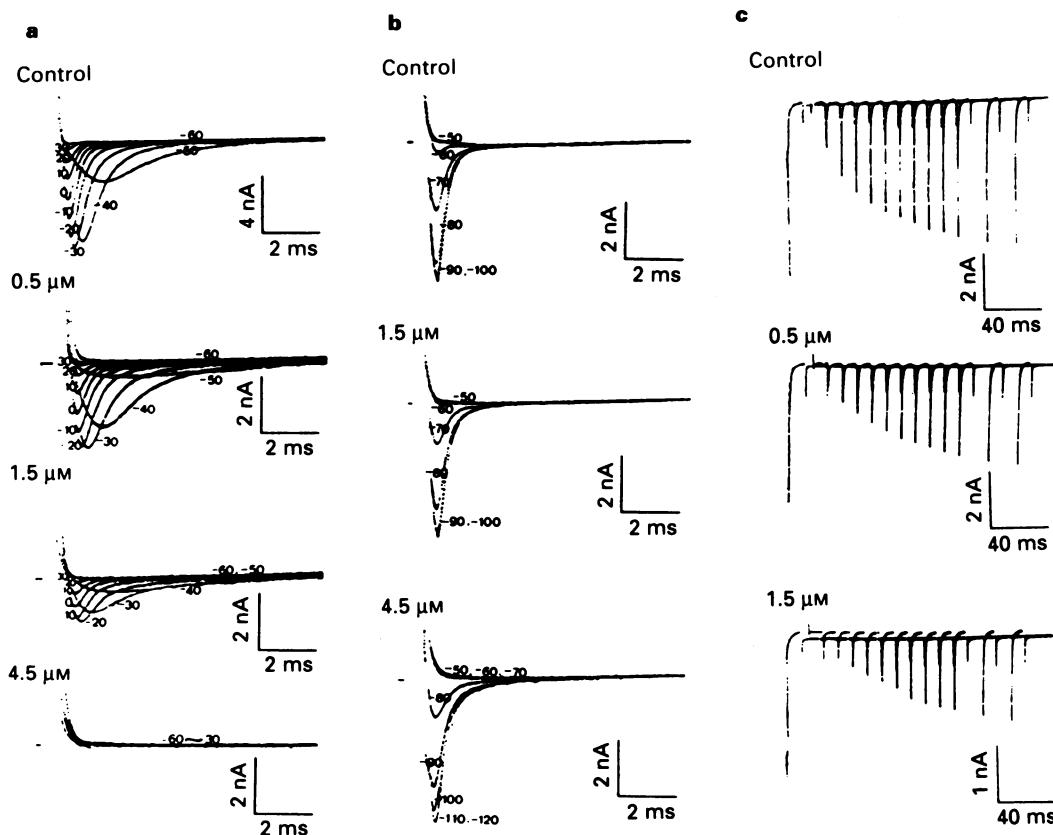 a
Control
-60
-50
30
20
10
0
-10
-20
-30
-40
4 nA
2 ms
0.5 μM
-60
-50
-40
-30
30
0
-10
20
2 nA
2 ms
1.5 μM
-60,-50
-40
-30
-20
0
10
2 nA
2 ms
4.5 μM
-60~30
2 nA
2 ms
b
Control
-50
-60
-70
-80
-90.-100
2 nA
2 ms
1.5 μM
-50
-60
-70
-80
-90.-100
2 nA
2 ms
4.5 μM
-50,-60,-70
-80
-90
-100
-110.-120
2 nA
2 ms
c
Control
2 nA
40 ms
0.5 μM
2 nA
40 ms
1.5 μM
1 nA
40 ms